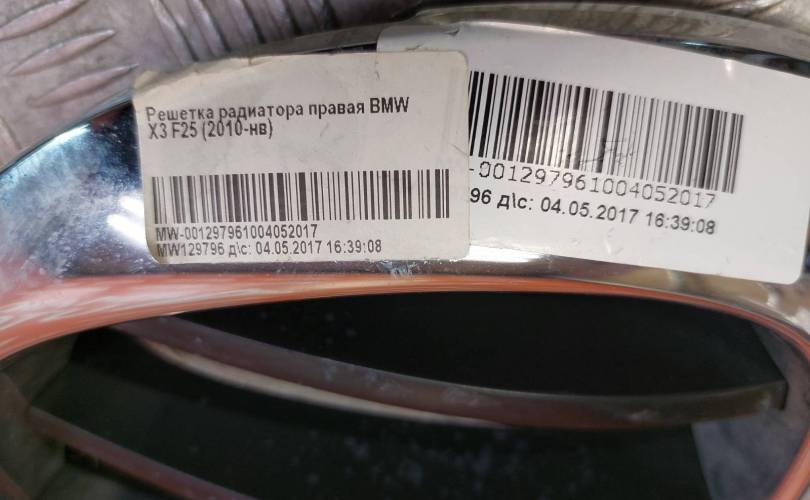 Решетка радиатора правая BMW
X3 F25 (2010-нв)
MW-001297961004052017
MW129796 д\с: 04.05.2017 16:39:08
-001297961004052017
96 д\с: 04.05.2017 16:39:08